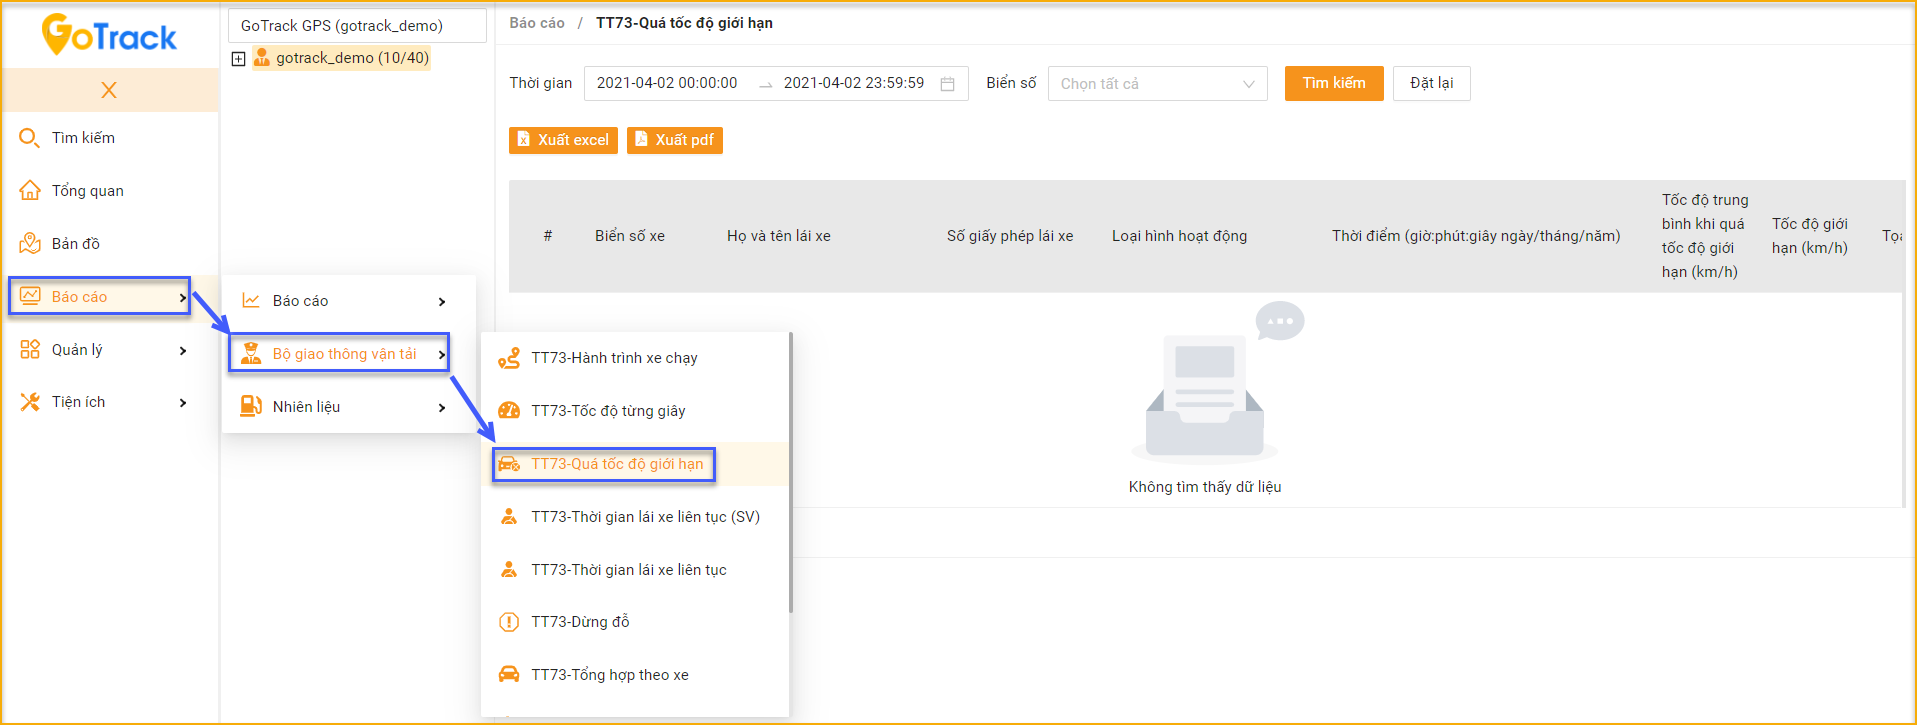 GoTrack
X
Tìm kiếm
Tổng quan
Bản đồ
Báo cáo
Quản lý
Tiện ích
GoTrack GPS (gotrack_demo)
gotrack_demo (10/40)
Báo cáo
Bộ giao thông vận tải
Nhiên liệu
TT73-Hành trình xe chạy
TT73-Tốc độ từng giây
TT73-Quá tốc độ giới hạn
TT73-Thời gian lái xe liên tục (SV)
TT73-Thời gian lái xe liên tục
TT73-Dừng đỗ
TT73-Tổng hợp theo xe
Báo cáo / TT73-Quá tốc độ giới hạn
Thời gian 2021-04-02 00:00:00 → 2021-04-02 23:59:59 Biển số Chọn tất cả Tìm kiếm Đặt lại
Xuất excel Xuất pdf
# Biển số xe Họ và tên lái xe Số giấy phép lái xe Loại hình hoạt động Thời điểm (giờ:phút:giây ngày/tháng/năm)
Tốc độ trung
bình khi quá
tốc độ giới
hạn (km/h)
Tốc độ giới
hạn (km/h)
Không tìm thấy dữ liệu